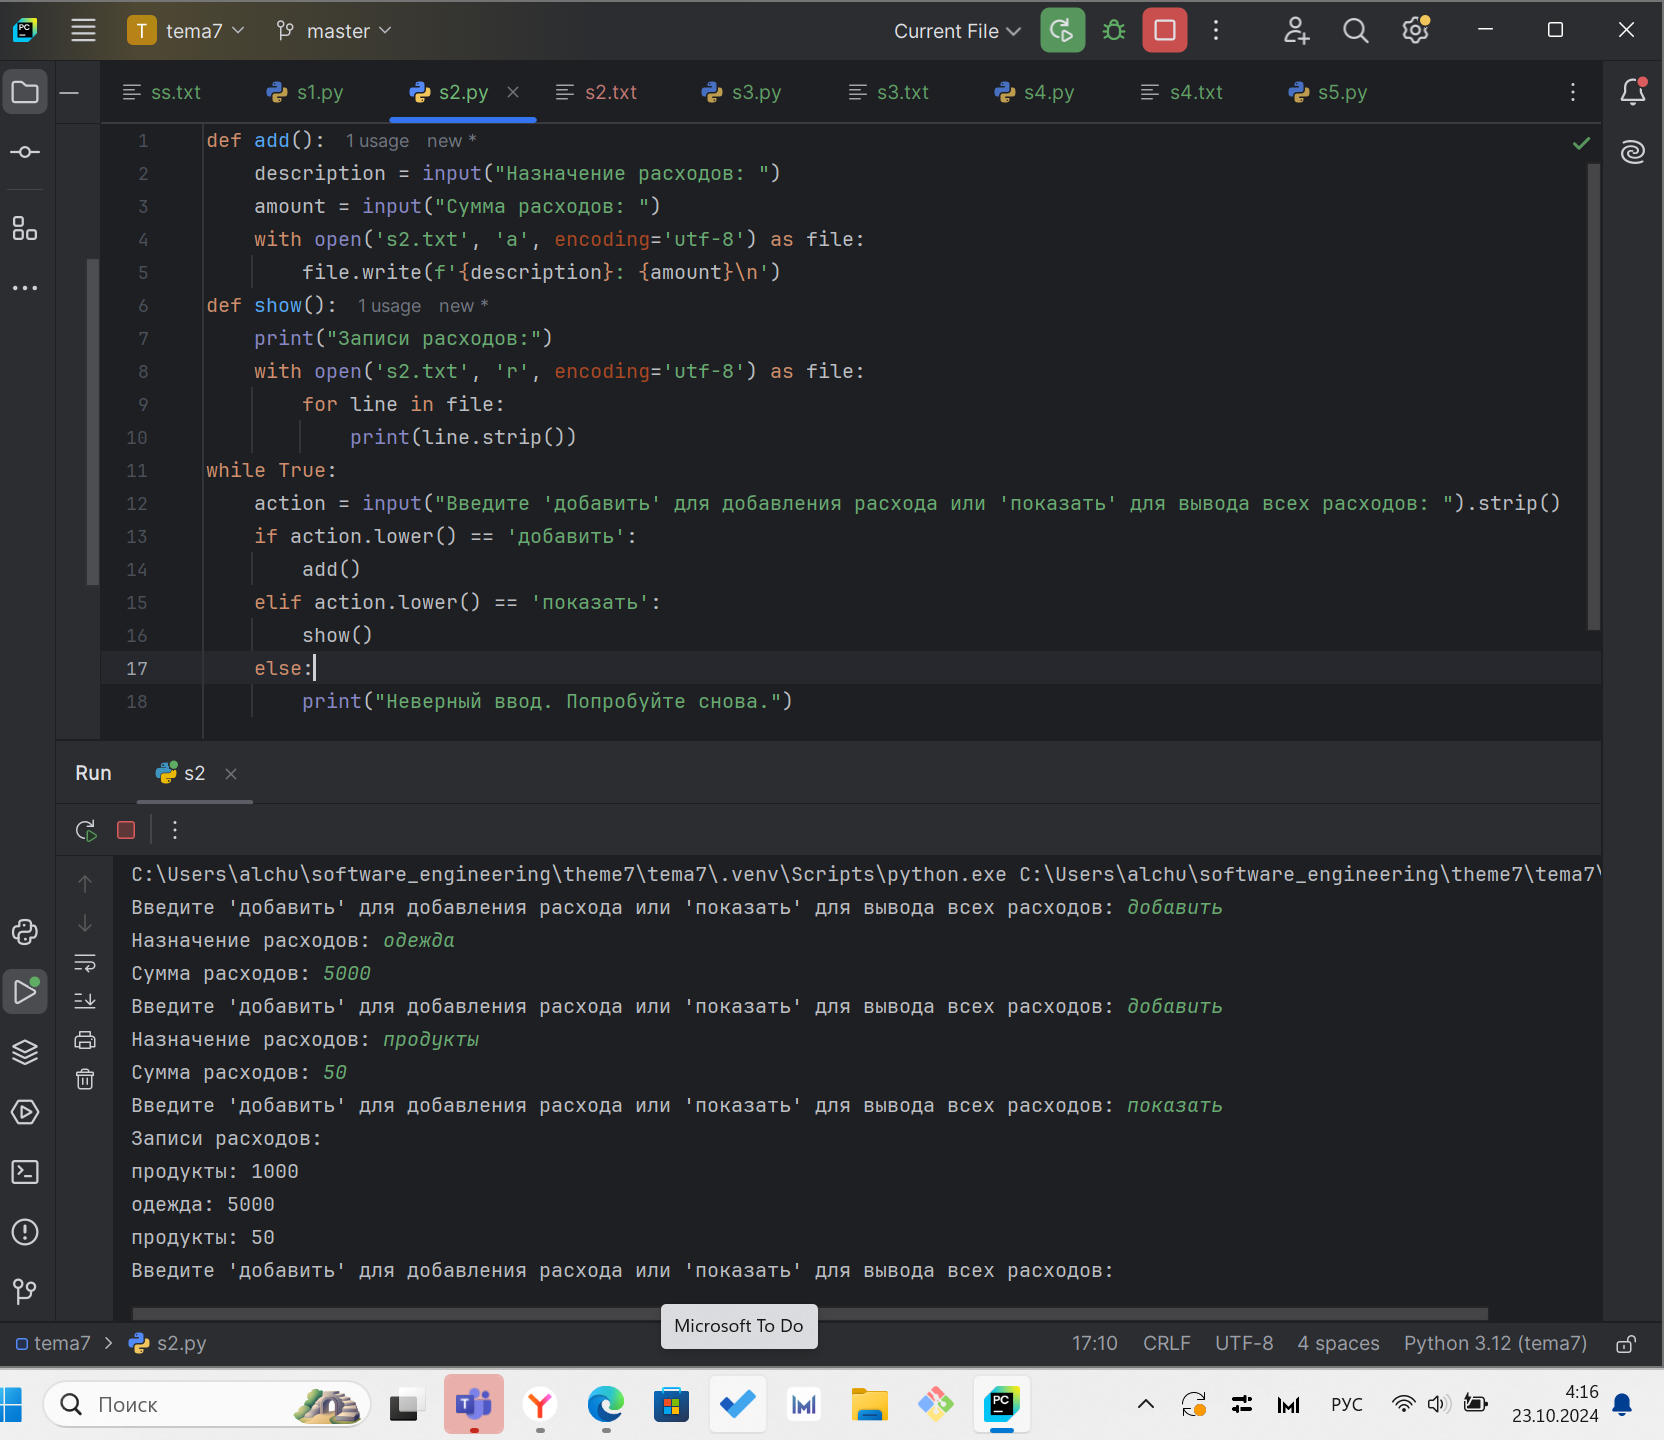 T tema7 master Current File
ss.txt s1.py s2.py s2.txt s3.py s3.txt s4.py s4.txt s5.py
1 def add(): 1 usage new *
2 description = input("Назначение расходов: ")
3 amount = input("Сумма расходов: ")
4 with open('s2.txt', 'a', encoding='utf-8') as file:
5 file.write(f'{description}: {amount}\n')
6 def show(): 1 usage new *
7 print("Записи расходов:")
8 with open('s2.txt', 'r', encoding='utf-8') as file:
9 for line in file:
10 print(line.strip())
11 while True:
12 action = input("Введите 'добавить' для добавления расхода или 'показать' для вывода всех расходов: ").strip()
13 if action.lower() == 'добавить':
14 add()
15 elif action.lower() == 'показать':
16 show()
17 else:
18 print("Неверный ввод. Попробуйте снова.")
Run s2
C:\Users\alchu\software_engineering\theme7\tema7\.venv\Scripts\python.exe C:\Users\alchu\software_engineering\theme7\tema7\
Введите 'добавить' для добавления расхода или 'показать' для вывода всех расходов: добавить
Назначение расходов: одежда
Сумма расходов: 5000
Введите 'добавить' для добавления расхода или 'показать' для вывода всех расходов: добавить
Назначение расходов: продукты
Сумма расходов: 50
Введите 'добавить' для добавления расхода или 'показать' для вывода всех расходов: показать
Записи расходов:
продукты: 1000
одежда: 5000
продукты: 50
Введите 'добавить' для добавления расхода или 'показать' для вывода всех расходов:
Microsoft To Do
tema7 > s2.py 17:10 CRLF UTF-8 4 spaces Python 3.12 (tema7)
Поиск РУС 4:16
23.10.2024